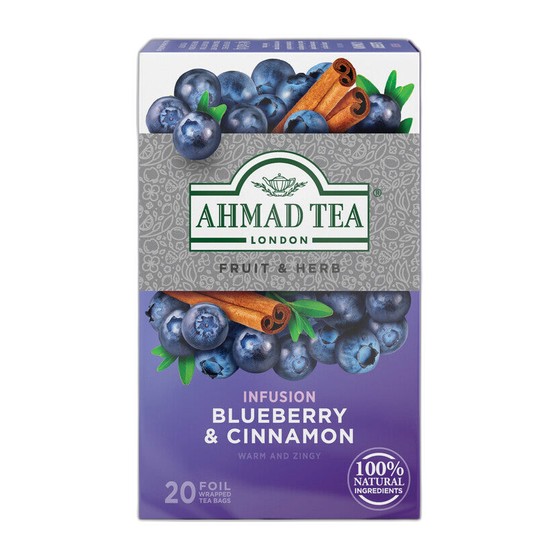 AHMAD TEA®
LONDON
FRUIT & HERB
INFUSION
BLUEBERRY
& CINNAMON
WARM AND ZINGY
20 FOIL
WRAPPED
TEA BAGS
100%
NATURAL
INGREDIENTS